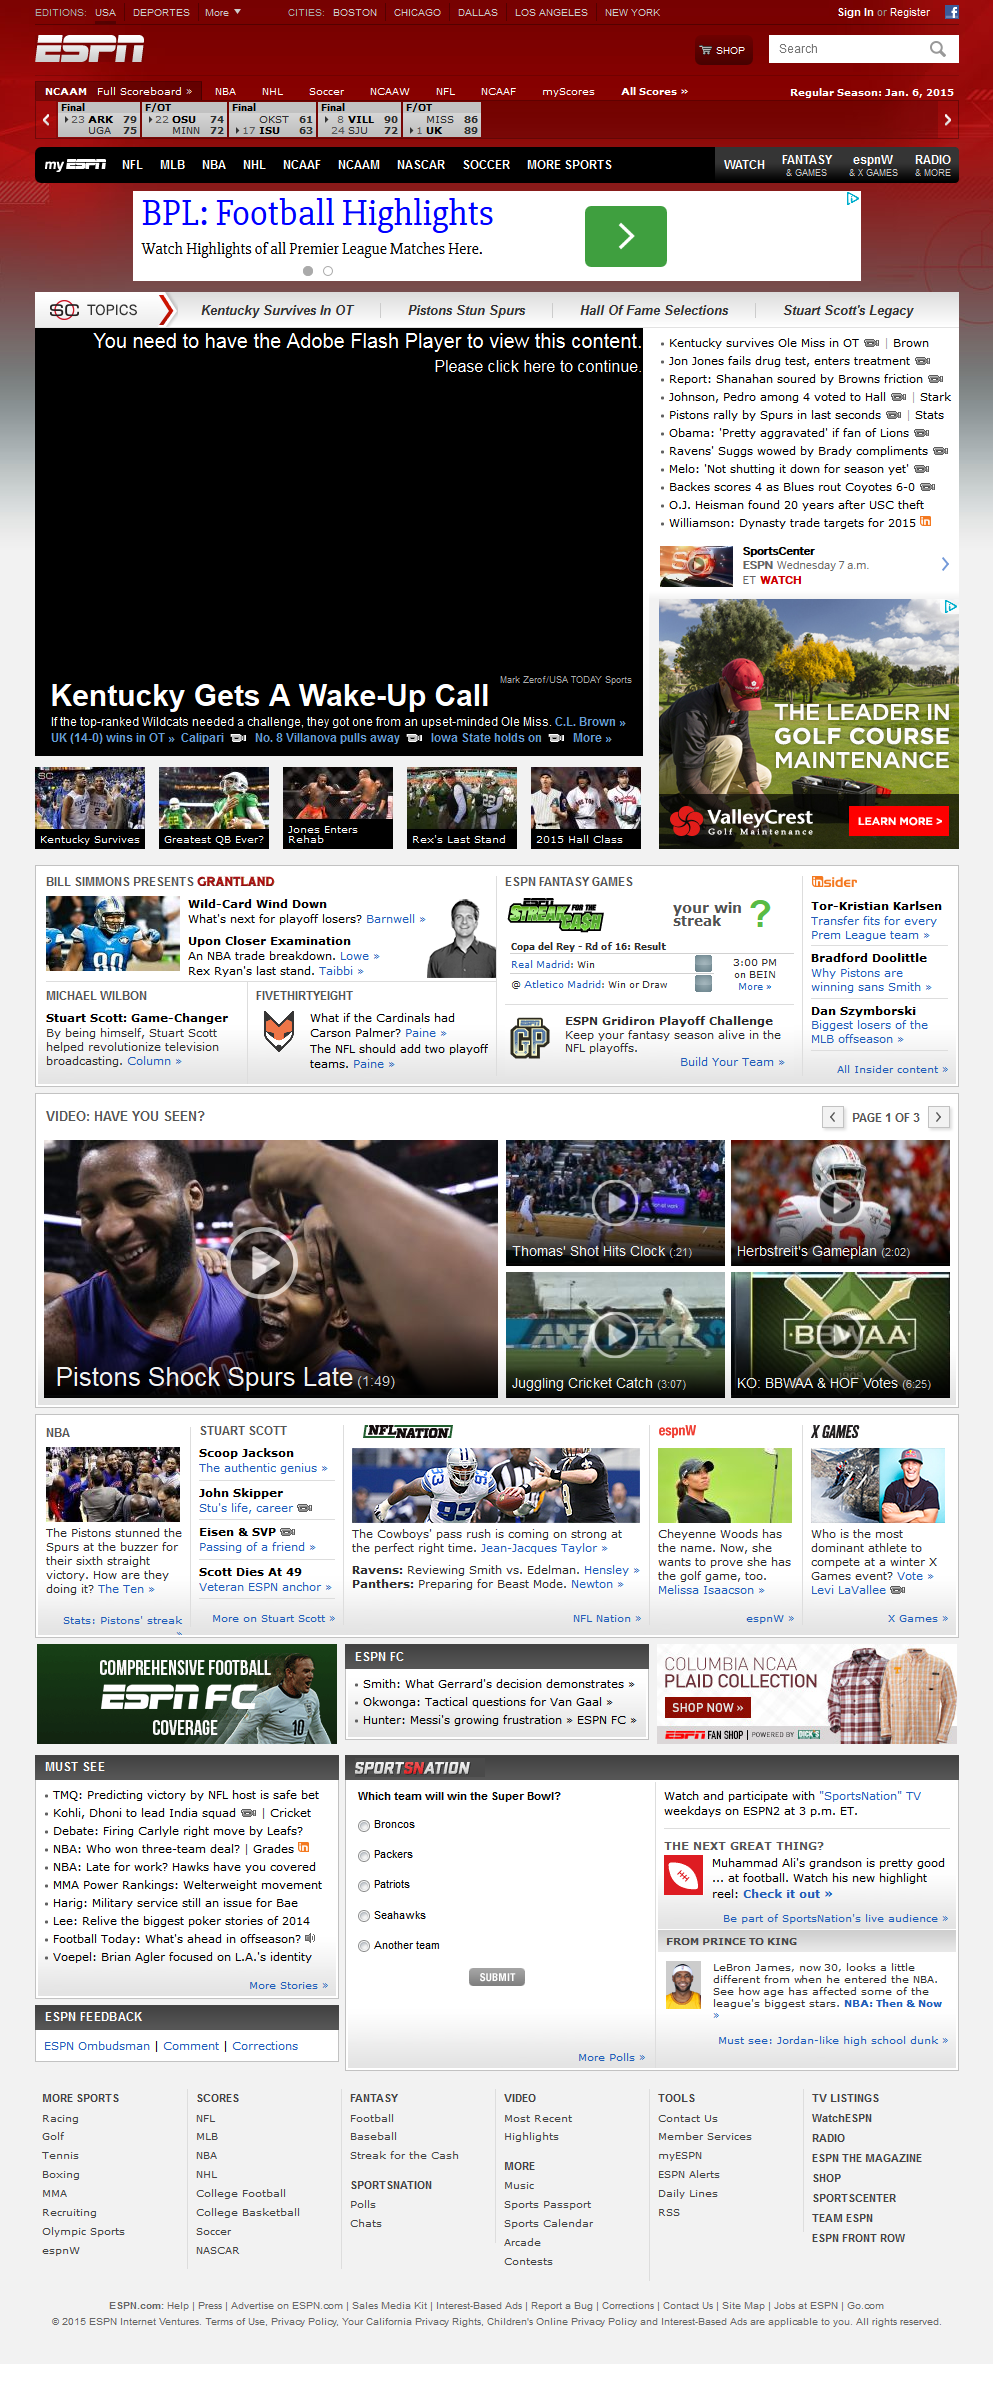 EDITIONS: USA DEPORTES More CITIES: BOSTON CHICAGO DALLAS LOS ANGELES NEW YORK Sign In or Register
ESPN SHOP Search
NCAAM Full Scoreboard » NBA NHL Soccer NCAAW NFL NCAAF myScores All Scores » Regular Season: Jan. 6, 2015
Final F/OT Final Final F/OT
23 ARK 79 22 OSU 74 OKST 61 8 VILL 90 MISS 86
UGA 75 MINN 72 17 ISU 63 24 SJU 72 1 UK 89
my ESPN NFL MLB NBA NHL NCAAF NCAAM NASCAR SOCCER MORE SPORTS WATCH FANTASY & GAMES espnW & X GAMES RADIO & MORE
BPL: Football Highlights
Watch Highlights of all Premier League Matches Here.
SC TOPICS Kentucky Survives In OT Pistons Stun Spurs Hall Of Fame Selections Stuart Scott's Legacy
You need to have the Adobe Flash Player to view this content.
Please click here to continue.
Mark Zerof/USA TODAY Sports
Kentucky Gets A Wake-Up Call
If the top-ranked Wildcats needed a challenge, they got one from an upset-minded Ole Miss. C.L. Brown »
UK (14-0) wins in OT » Calipari No. 8 Villanova pulls away Iowa State holds on More »
SC
Kentucky Survives
Greatest QB Ever?
Jones Enters Rehab
Rex's Last Stand
2015 Hall Class
Kentucky survives Ole Miss in OT | Brown
Jon Jones fails drug test, enters treatment
Report: Shanahan soured by Browns friction
Johnson, Pedro among 4 voted to Hall | Stark
Pistons rally by Spurs in last seconds | Stats
Obama: 'Pretty aggravated' if fan of Lions
Ravens' Suggs wowed by Brady compliments
Melo: 'Not shutting it down for season yet'
Backes scores 4 as Blues rout Coyotes 6-0
O.J. Heisman found 20 years after USC theft
Williamson: Dynasty trade targets for 2015 in
SportsCenter
ESPN Wednesday 7 a.m.
ET WATCH
THE LEADER IN
GOLF COURSE
MAINTENANCE
ValleyCrest
Golf Maintenance
LEARN MORE >
BILL SIMMONS PRESENTS GRANTLAND
Wild-Card Wind Down
What's next for playoff losers? Barnwell »
Upon Closer Examination
An NBA trade breakdown. Lowe »
Rex Ryan's last stand. Taibbi »
MICHAEL WILBON
Stuart Scott: Game-Changer
By being himself, Stuart Scott
helped revolutionize television
broadcasting. Column »
FIVETHIRTYEIGHT
What if the Cardinals had
Carson Palmer? Paine »
The NFL should add two playoff
teams. Paine »
ESPN FANTASY GAMES
STREAK FOR THE CASH
your win
streak ?
Copa del Rey - Rd of 16: Result
Real Madrid: Win
@ Atletico Madrid: Win or Draw
3:00 PM
on BEIN
More »
GP
ESPN Gridiron Playoff Challenge
Keep your fantasy season alive in the
NFL playoffs.
Build Your Team »
insider
Tor-Kristian Karlsen
Transfer fits for every
Prem League team »
Bradford Doolittle
Why Pistons are
winning sans Smith »
Dan Szymborski
Biggest losers of the
MLB offseason »
All Insider content »
VIDEO: HAVE YOU SEEN? PAGE 1 OF 3
Pistons Shock Spurs Late (1:49)
Thomas' Shot Hits Clock (:21)
Herbstreit's Gameplan (2:02)
ANZ
Juggling Cricket Catch (3:07)
BBWAA
KO: BBWAA & HOF Votes (6:25)
NBA
The Pistons stunned the
Spurs at the buzzer for
their sixth straight
victory. How are they
doing it? The Ten »
Stats: Pistons' streak
»
STUART SCOTT
Scoop Jackson
The authentic genius »
John Skipper
Stu's life, career
Eisen & SVP
Passing of a friend »
Scott Dies At 49
Veteran ESPN anchor »
More on Stuart Scott »
NFL NATION
93
9
The Cowboys' pass rush is coming on strong at
the perfect right time. Jean-Jacques Taylor »
Ravens: Reviewing Smith vs. Edelman. Hensley »
Panthers: Preparing for Beast Mode. Newton »
NFL Nation »
espnW
Cheyenne Woods has
the name. Now, she
wants to prove she has
the golf game, too.
Melissa Isaacson »
espnW »
X GAMES
Who is the most
dominant athlete to
compete at a winter X
Games event? Vote »
Levi LaVallee
X Games »
COMPREHENSIVE FOOTBALL
ESPN FC
COVERAGE
10
ESPN FC
Smith: What Gerrard's decision demonstrates »
Okwonga: Tactical questions for Van Gaal »
Hunter: Messi's growing frustration » ESPN FC »
COLUMBIA NCAA
PLAID COLLECTION
SHOP NOW »
ESPN FAN SHOP | POWERED BY DICK'S
MUST SEE
TMQ: Predicting victory by NFL host is safe bet
Kohli, Dhoni to lead India squad | Cricket
Debate: Firing Carlyle right move by Leafs?
NBA: Who won three-team deal? | Grades in
NBA: Late for work? Hawks have you covered
MMA Power Rankings: Welterweight movement
Harig: Military service still an issue for Bae
Lee: Relive the biggest poker stories of 2014
Football Today: What's ahead in offseason?
Voepel: Brian Agler focused on L.A.'s identity
More Stories »
ESPN FEEDBACK
ESPN Ombudsman | Comment | Corrections
SPORTSNATION
Which team will win the Super Bowl?
Broncos
Packers
Patriots
Seahawks
Another team
SUBMIT
More Polls »
Watch and participate with "SportsNation" TV
weekdays on ESPN2 at 3 p.m. ET.
THE NEXT GREAT THING?
Muhammad Ali's grandson is pretty good
... at football. Watch his new highlight
reel: Check it out »
Be part of SportsNation's live audience »
FROM PRINCE TO KING
LeBron James, now 30, looks a little
different from when he entered the NBA.
See how age has affected some of the
league's biggest stars. NBA: Then & Now
»
Must see: Jordan-like high school dunk »
MORE SPORTS
Racing
Golf
Tennis
Boxing
MMA
Recruiting
Olympic Sports
espnW
SCORES
NFL
MLB
NBA
NHL
College Football
College Basketball
Soccer
NASCAR
FANTASY
Football
Baseball
Streak for the Cash
SPORTSNATION
Polls
Chats
VIDEO
Most Recent
Highlights
MORE
Music
Sports Passport
Sports Calendar
Arcade
Contests
TOOLS
Contact Us
Member Services
myESPN
ESPN Alerts
Daily Lines
RSS
TV LISTINGS
WatchESPN
RADIO
ESPN THE MAGAZINE
SHOP
SPORTSCENTER
TEAM ESPN
ESPN FRONT ROW
ESPN.com: Help | Press | Advertise on ESPN.com | Sales Media Kit | Interest-Based Ads | Report a Bug | Corrections | Contact Us | Site Map | Jobs at ESPN | Go.com
© 2015 ESPN Internet Ventures. Terms of Use, Privacy Policy, Your California Privacy Rights, Children's Online Privacy Policy and Interest-Based Ads are applicable to you. All rights reserved.